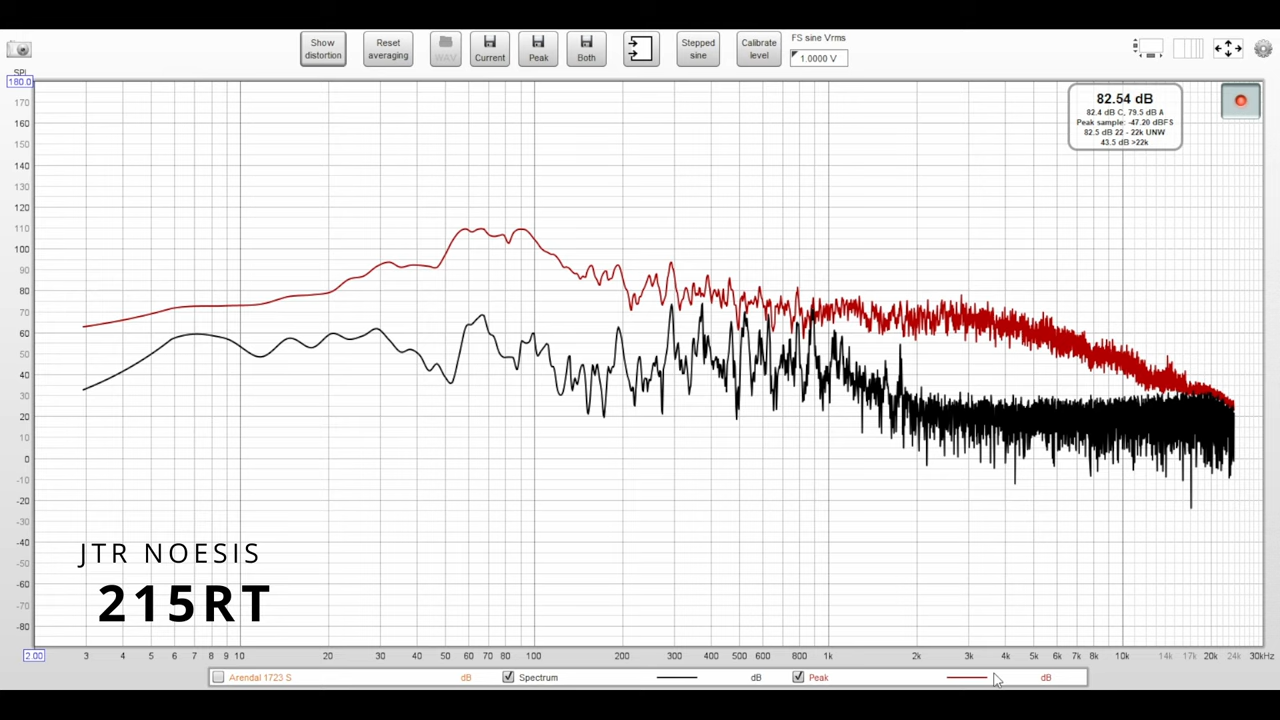 Show distortion
Reset averaging
WAV
Current
Peak
Both
Stepped sine
Calibrate level
FS sine Vrms
1.0000 V
SPL
82.54 dB
82.4 dB C, 79.5 dB A
Peak sample: -47.20 dBFS
82.5 dB 22 - 22k UNW
43.5 dB >22k
180.0
170
160
150
140
130
120
110
100
90
80
70
60
50
40
30
20
10
0
-10
-20
-30
-40
-50
-60
-70
-80
JTR NOESIS
215RT
2.00 3 4 5 6 7 8 9 10 20 30 40 50 60 70 80 100 200 300 400 500 600 800 1k 2k 3k 4k 5k 6k 7k 8k 10k 14k 17k 20k 24k 30kHz
Arendal 1723 S dB Spectrum dB Peak dB